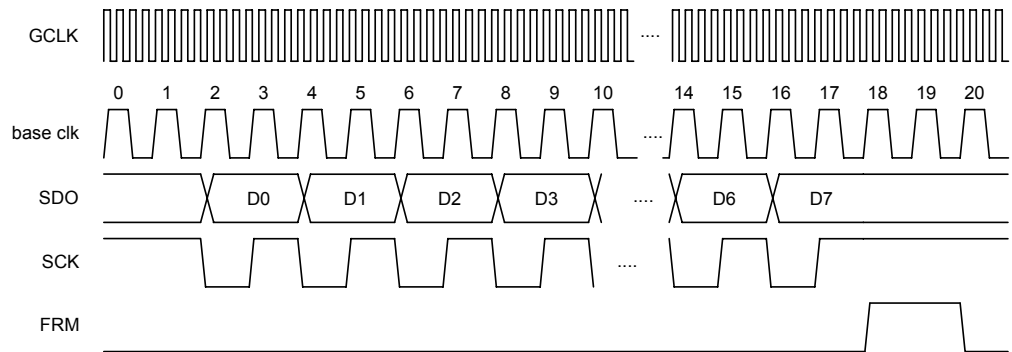 GCLK ....
0 1 2 3 4 5 6 7 8 9 10 14 15 16 17 18 19 20
base clk ....
SDO D0 D1 D2 D3 .... D6 D7
SCK ....
FRM